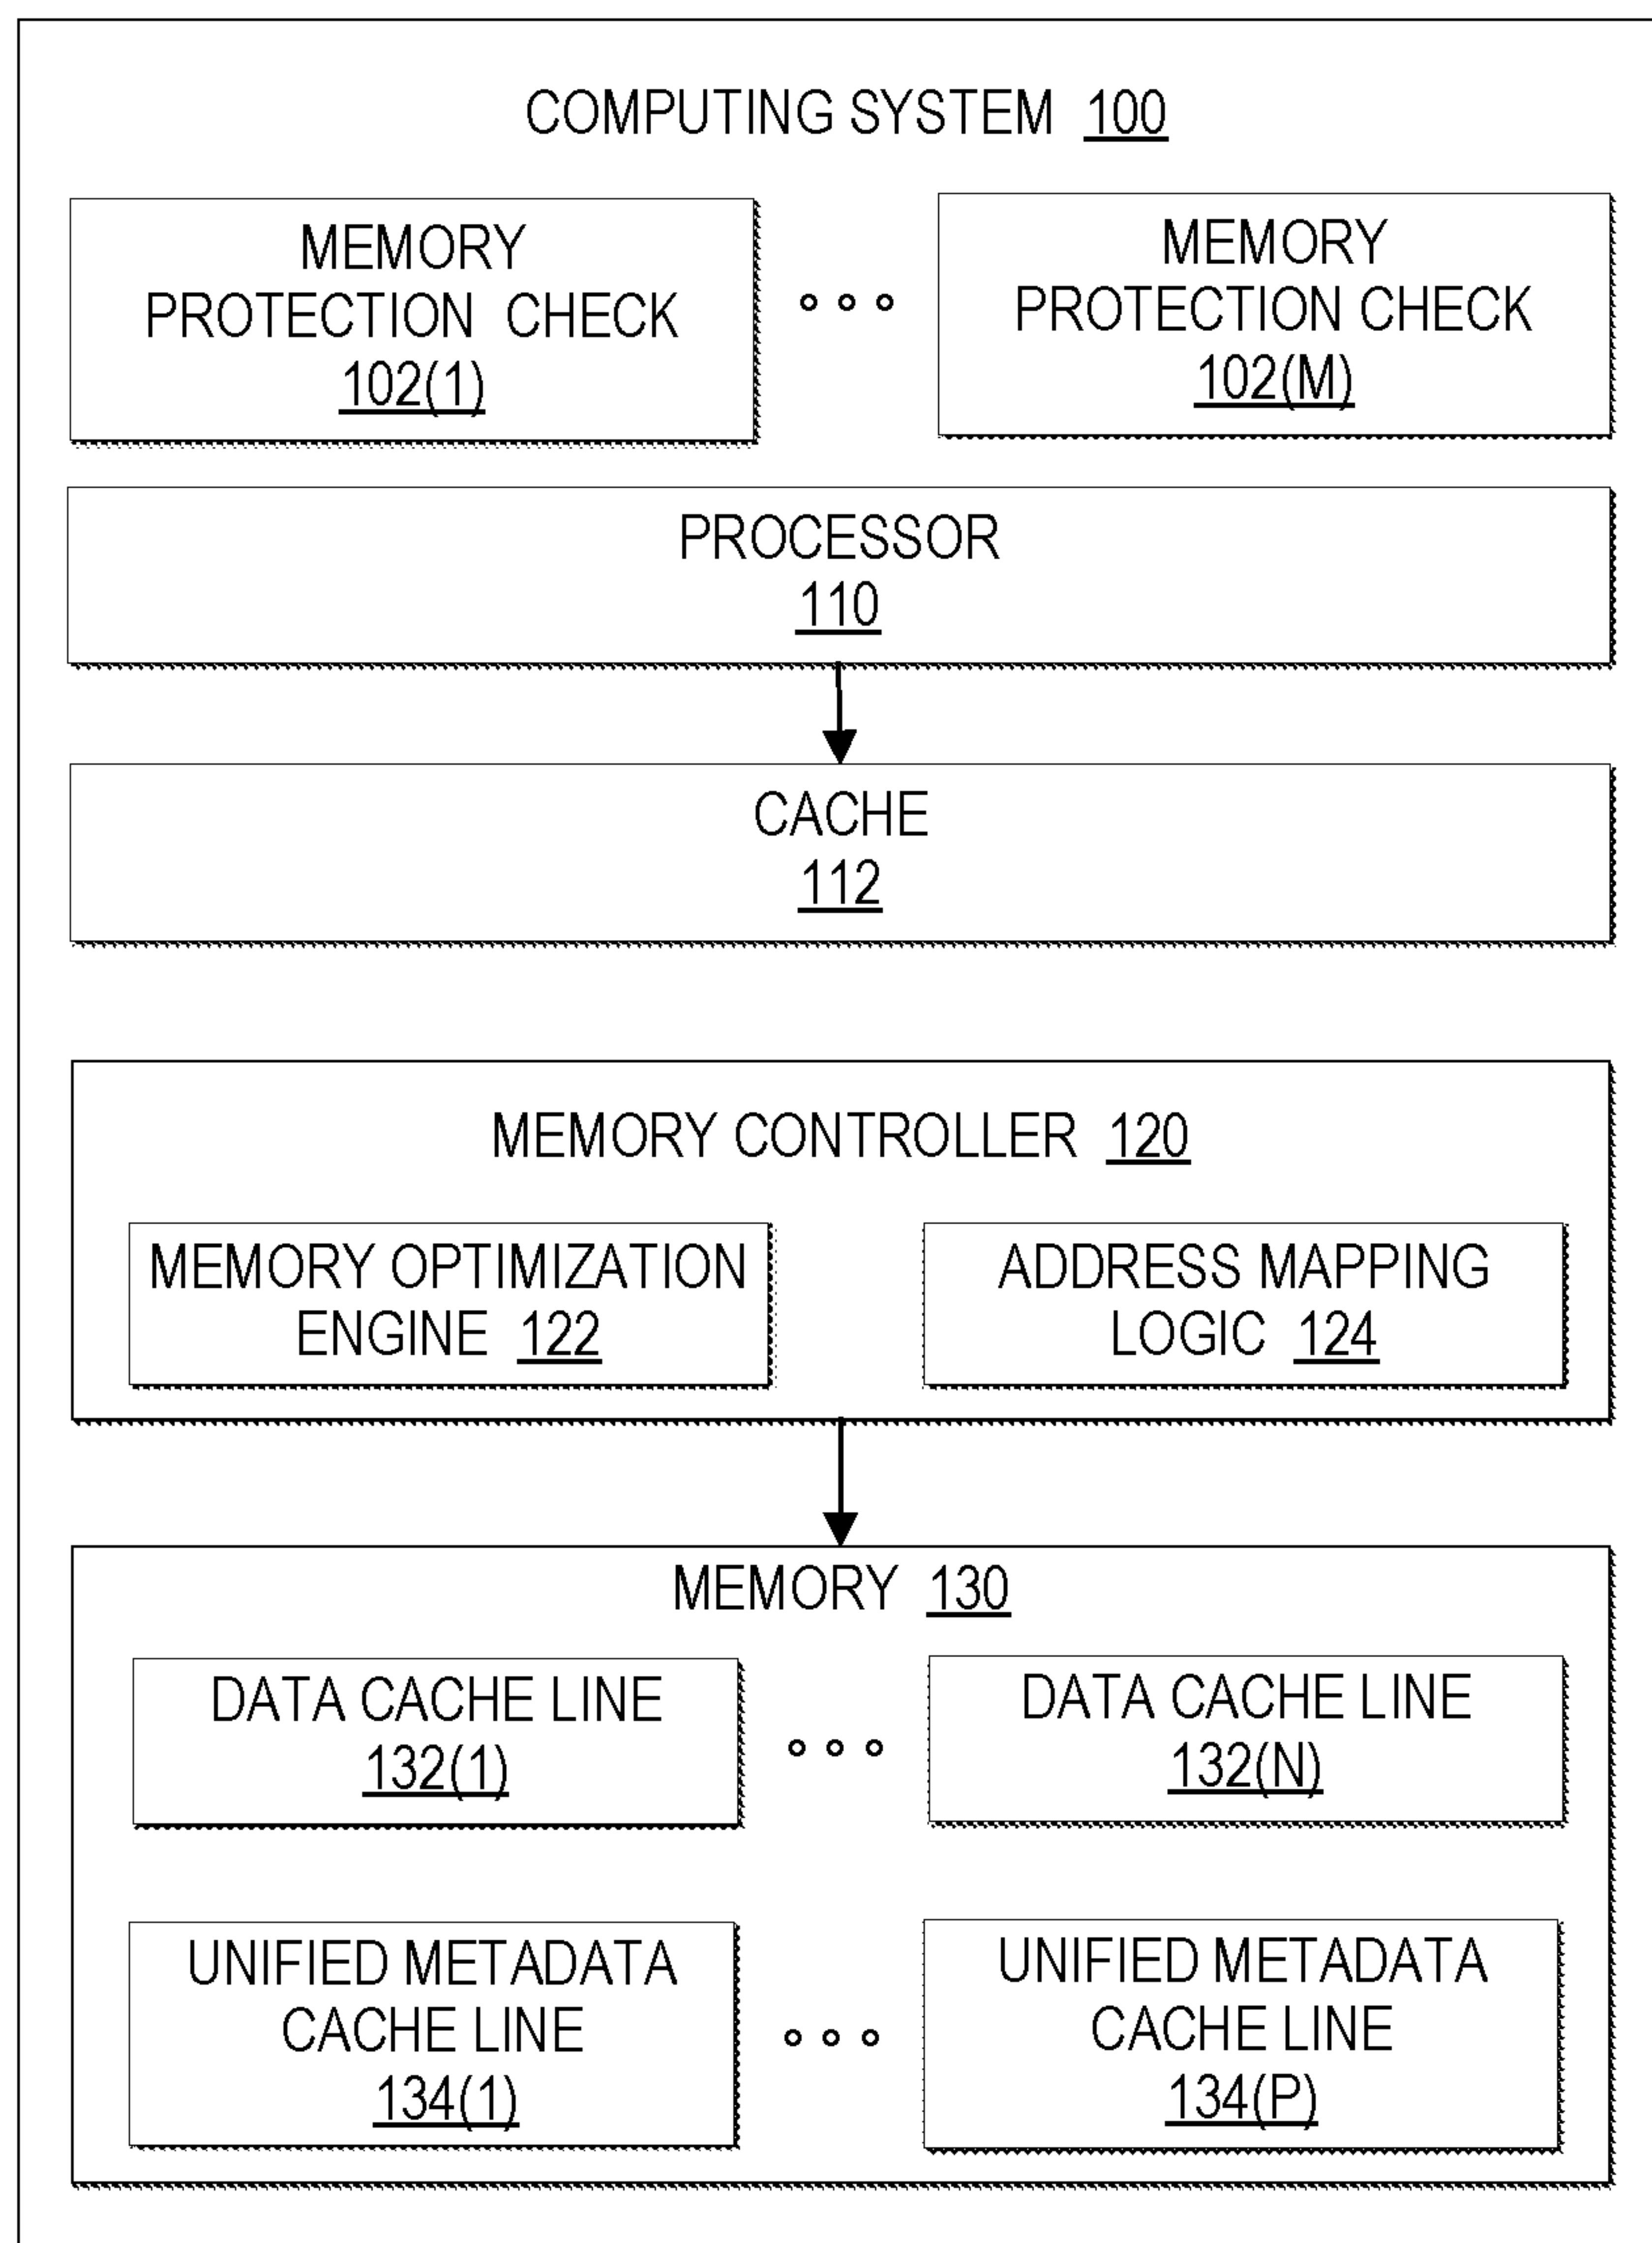 COMPUTING SYSTEM 100
MEMORY
PROTECTION CHECK
102(1)
MEMORY
PROTECTION CHECK
102(M)
PROCESSOR
110
CACHE
112
MEMORY CONTROLLER 120
MEMORY OPTIMIZATION
ENGINE 122
ADDRESS MAPPING
LOGIC 124
MEMORY 130
DATA CACHE LINE
132(1)
DATA CACHE LINE
132(N)
UNIFIED METADATA
CACHE LINE
134(1)
UNIFIED METADATA
CACHE LINE
134(P)